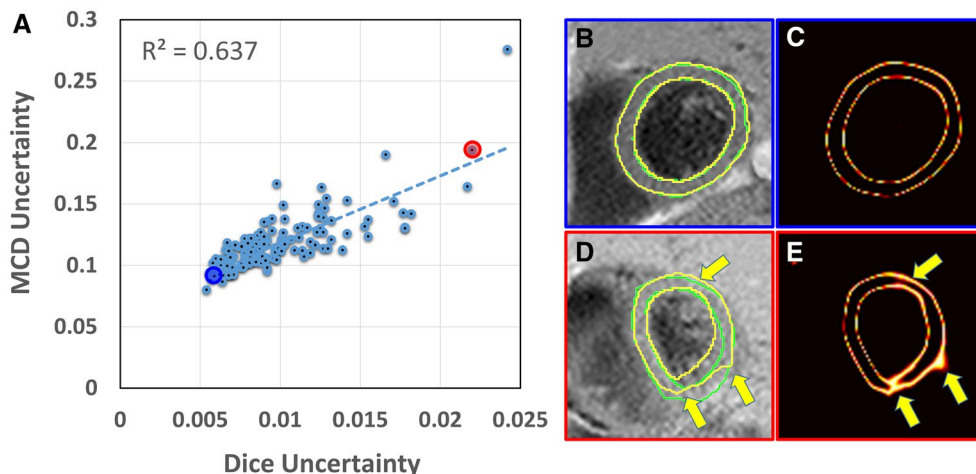 A
R² = 0.637
MCD Uncertainty
0.3
0.25
0.2
0.15
0.1
0.05
0
0 0.005 0.01 0.015 0.02 0.025
Dice Uncertainty
B
C
D
E